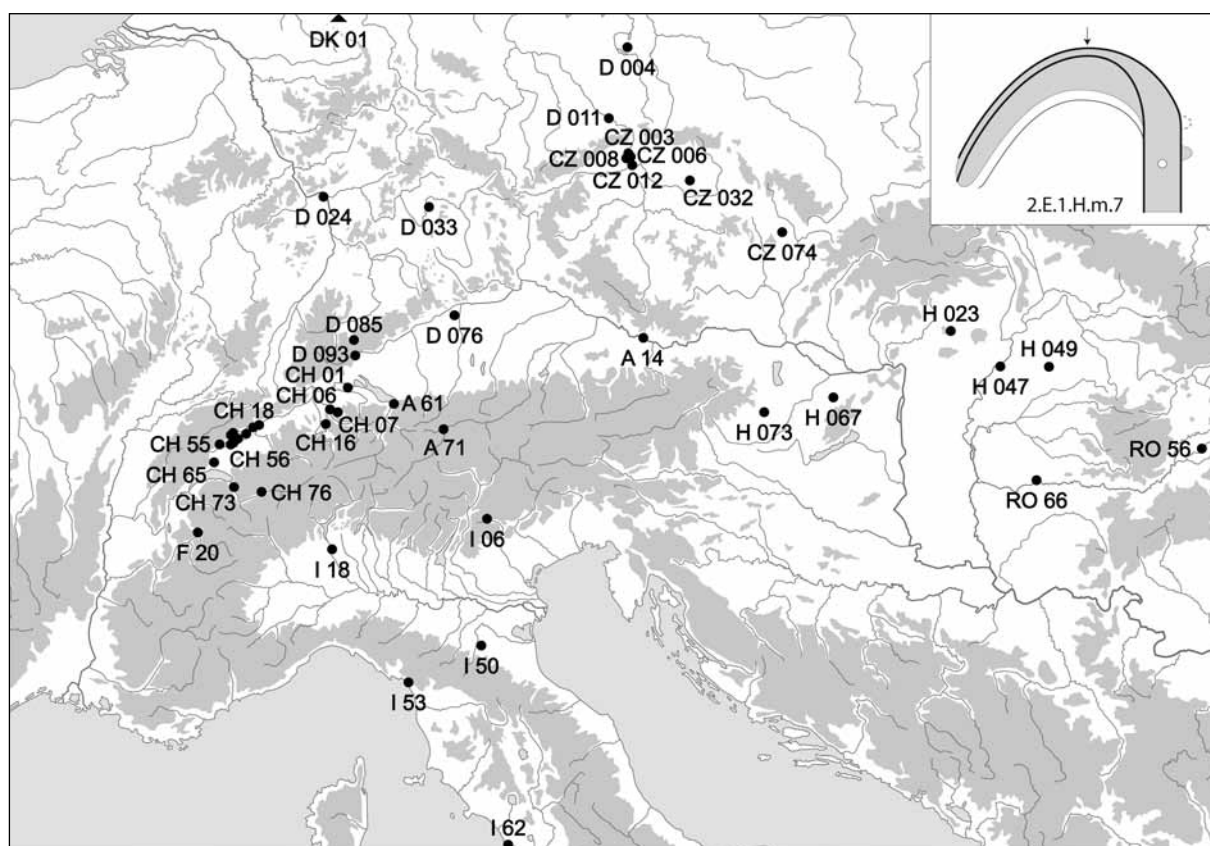 DK 01
D 004
2.E.1.H.m.7
D 011
CZ 003
CZ 008
CZ 006
CZ 012
CZ 032
D 024
D 033
CZ 074
D 085
D 076
D 093
A 14
H 023
H 049
H 047
CH 01
CH 06
A 61
CH 18
CH 07
CH 16
A 71
H 073
H 067
CH 55
CH 56
CH 65
CH 73
CH 76
RO 56
RO 66
F 20
I 18
I 06
I 50
I 53
I 62